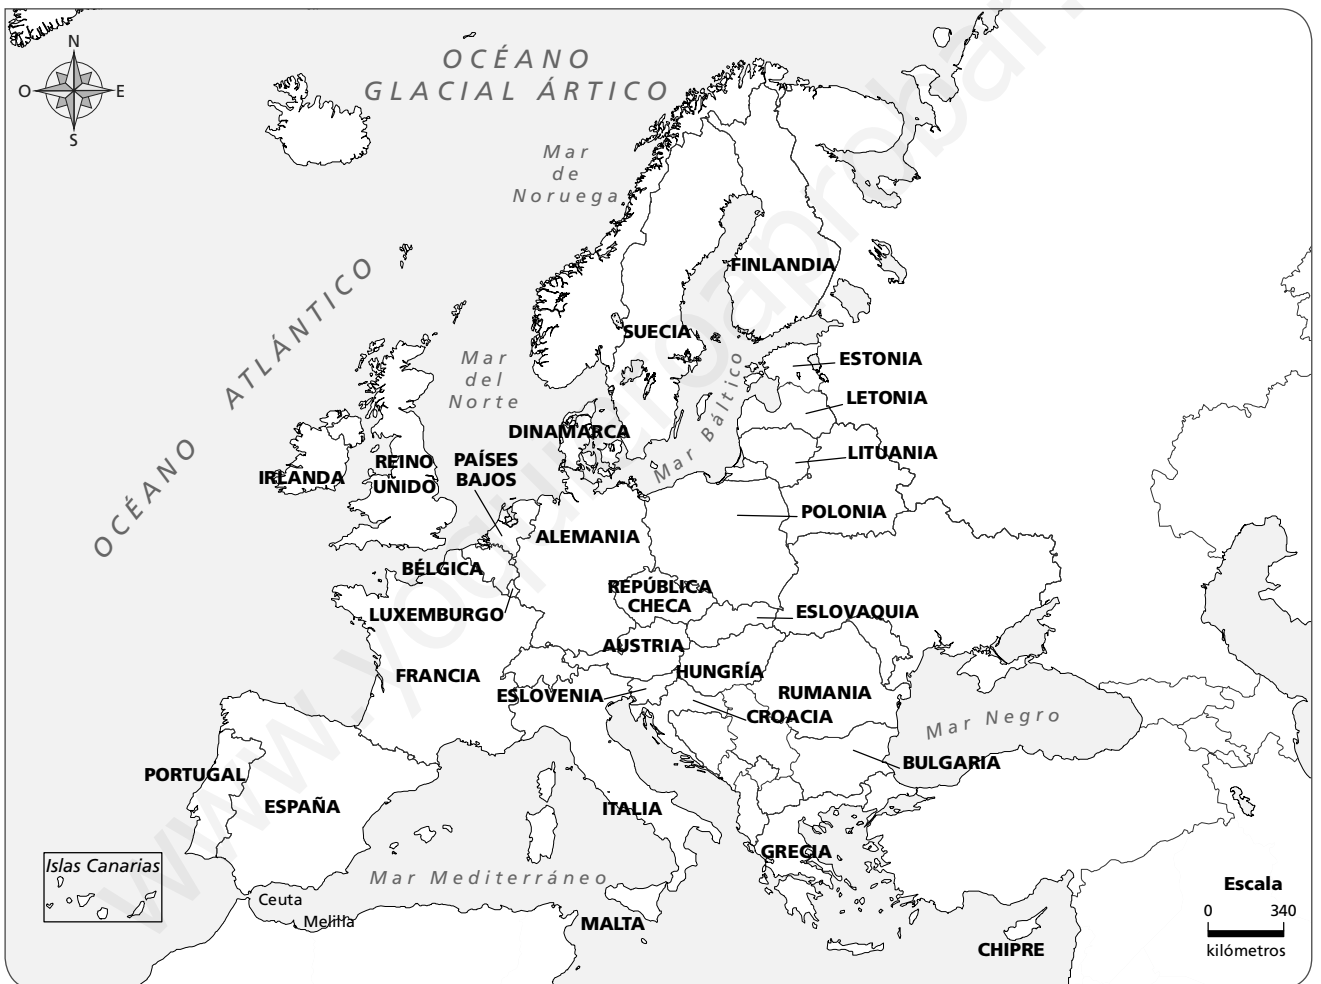 N
O
E
S
OCÉANO
GLACIAL ÁRTICO
Mar
de
Noruega
OCÉANO ATLÁNTICO
FINLANDIA
SUECIA
Mar
del
Norte
Mar Báltico
ESTONIA
LETONIA
DINAMARCA
LITUANIA
IRLANDA
REINO
UNIDO
PAÍSES
BAJOS
POLONIA
ALEMANIA
BÉLGICA
REPÚBLICA
CHECA
LUXEMBURGO
ESLOVAQUIA
AUSTRIA
FRANCIA
HUNGRÍA
ESLOVENIA
RUMANIA
CROACIA
Mar Negro
BULGARIA
PORTUGAL
ESPAÑA
ITALIA
GRECIA
Islas Canarias
Mar Mediterráneo
Ceuta
Melilla
MALTA
CHIPRE
Escala
0 340
kilómetros
www.yoquieroaprobar.